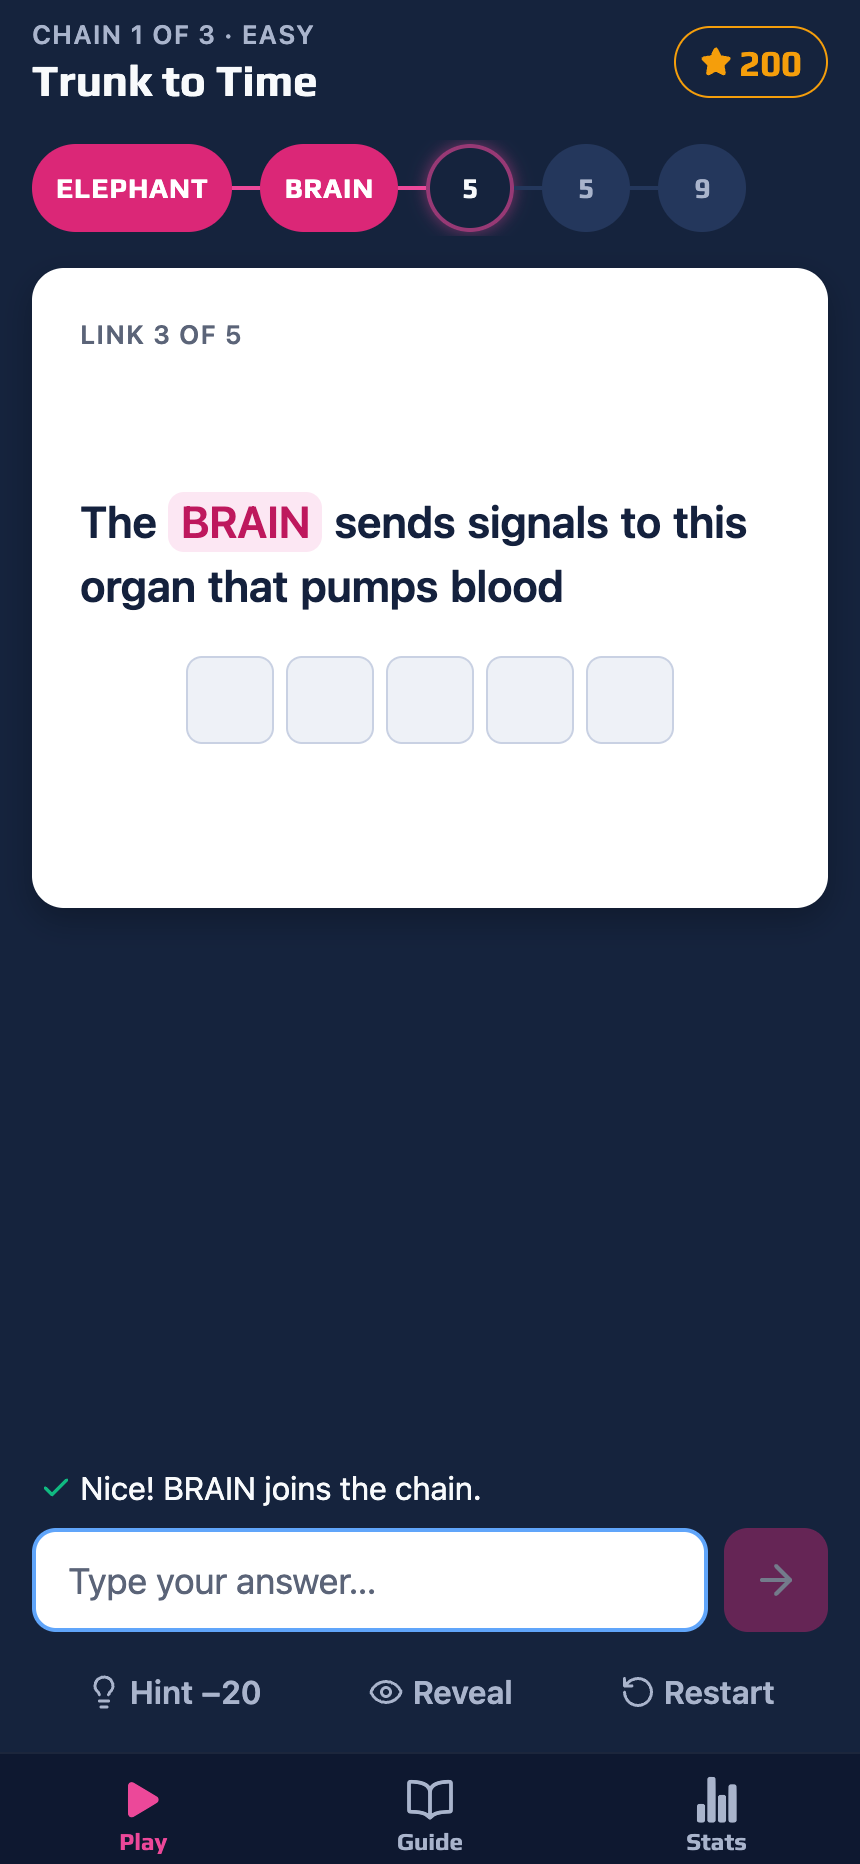 CHAIN 1 OF 3 · EASY
Trunk to Time
200
ELEPHANT BRAIN 5 5 9
LINK 3 OF 5
The BRAIN sends signals to this
organ that pumps blood
Nice! BRAIN joins the chain.
Type your answer...
Hint −20 Reveal Restart
Play Guide Stats